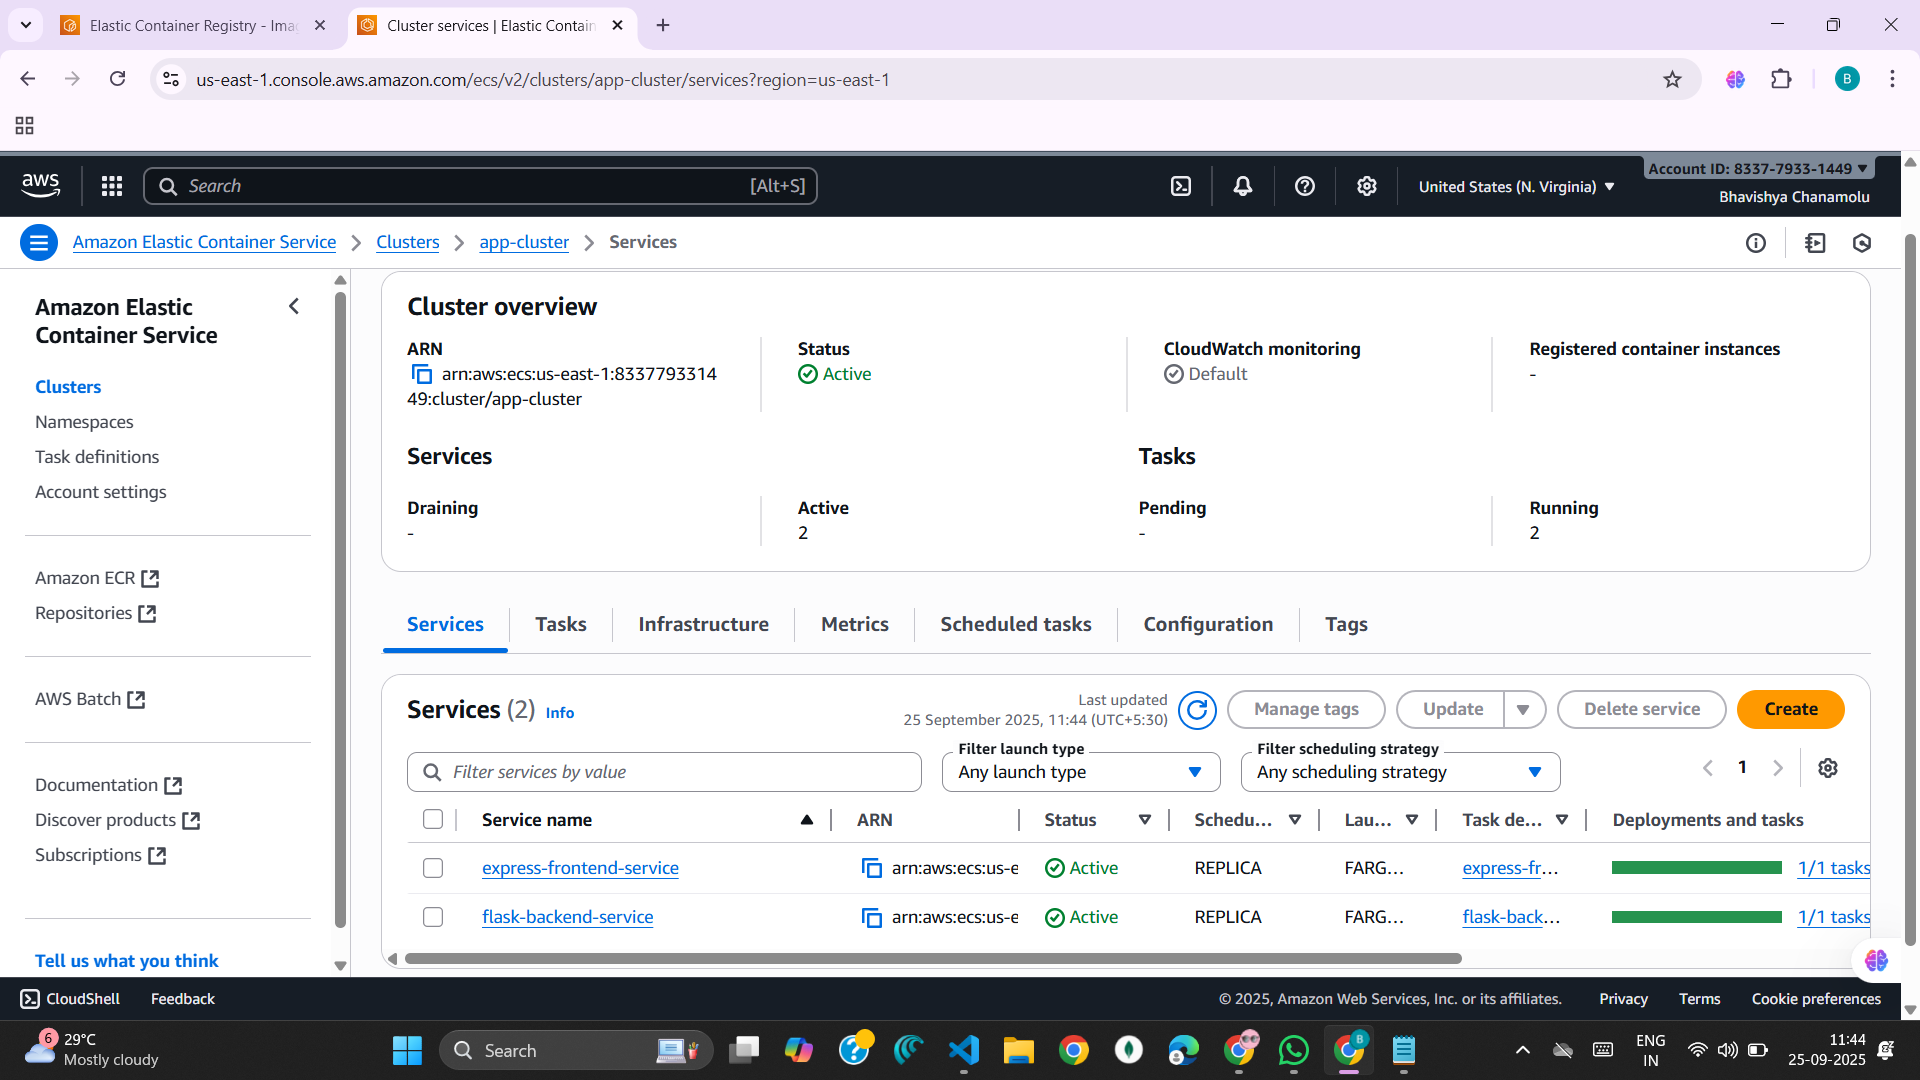 Elastic Container Registry - Ima
Cluster services | Elastic Contain
us-east-1.console.aws.amazon.com/ecs/v2/clusters/app-cluster/services?region=us-east-1
B
aws
Search
[Alt+S]
United States (N. Virginia)
Account ID: 8337-7933-1449
Bhavishya Chanamolu
Amazon Elastic Container Service
Clusters
app-cluster
Services
Amazon Elastic
Container Service
Clusters
Namespaces
Task definitions
Account settings
Amazon ECR
Repositories
AWS Batch
Documentation
Discover products
Subscriptions
Tell us what you think
Cluster overview
ARN
arn:aws:ecs:us-east-1:8337793314
49:cluster/app-cluster
Status
Active
CloudWatch monitoring
Default
Registered container instances
-
Services
Tasks
Draining
-
Active
2
Pending
-
Running
2
Services
Tasks
Infrastructure
Metrics
Scheduled tasks
Configuration
Tags
Services (2)
Info
Last updated
25 September 2025, 11:44 (UTC+5:30)
Manage tags
Update
Delete service
Create
Filter services by value
Filter launch type
Any launch type
Filter scheduling strategy
Any scheduling strategy
1
Service name
ARN
Status
Schedu...
Lau...
Task de...
Deployments and tasks
express-frontend-service
arn:aws:ecs:us-e
Active
REPLICA
FARG...
express-fr...
1/1 tasks
flask-backend-service
arn:aws:ecs:us-e
Active
REPLICA
FARG...
flask-back...
1/1 tasks
CloudShell
Feedback
© 2025, Amazon Web Services, Inc. or its affiliates.
Privacy
Terms
Cookie preferences
6
29°C
Mostly cloudy
Search
B
ENG
IN
11:44
25-09-2025